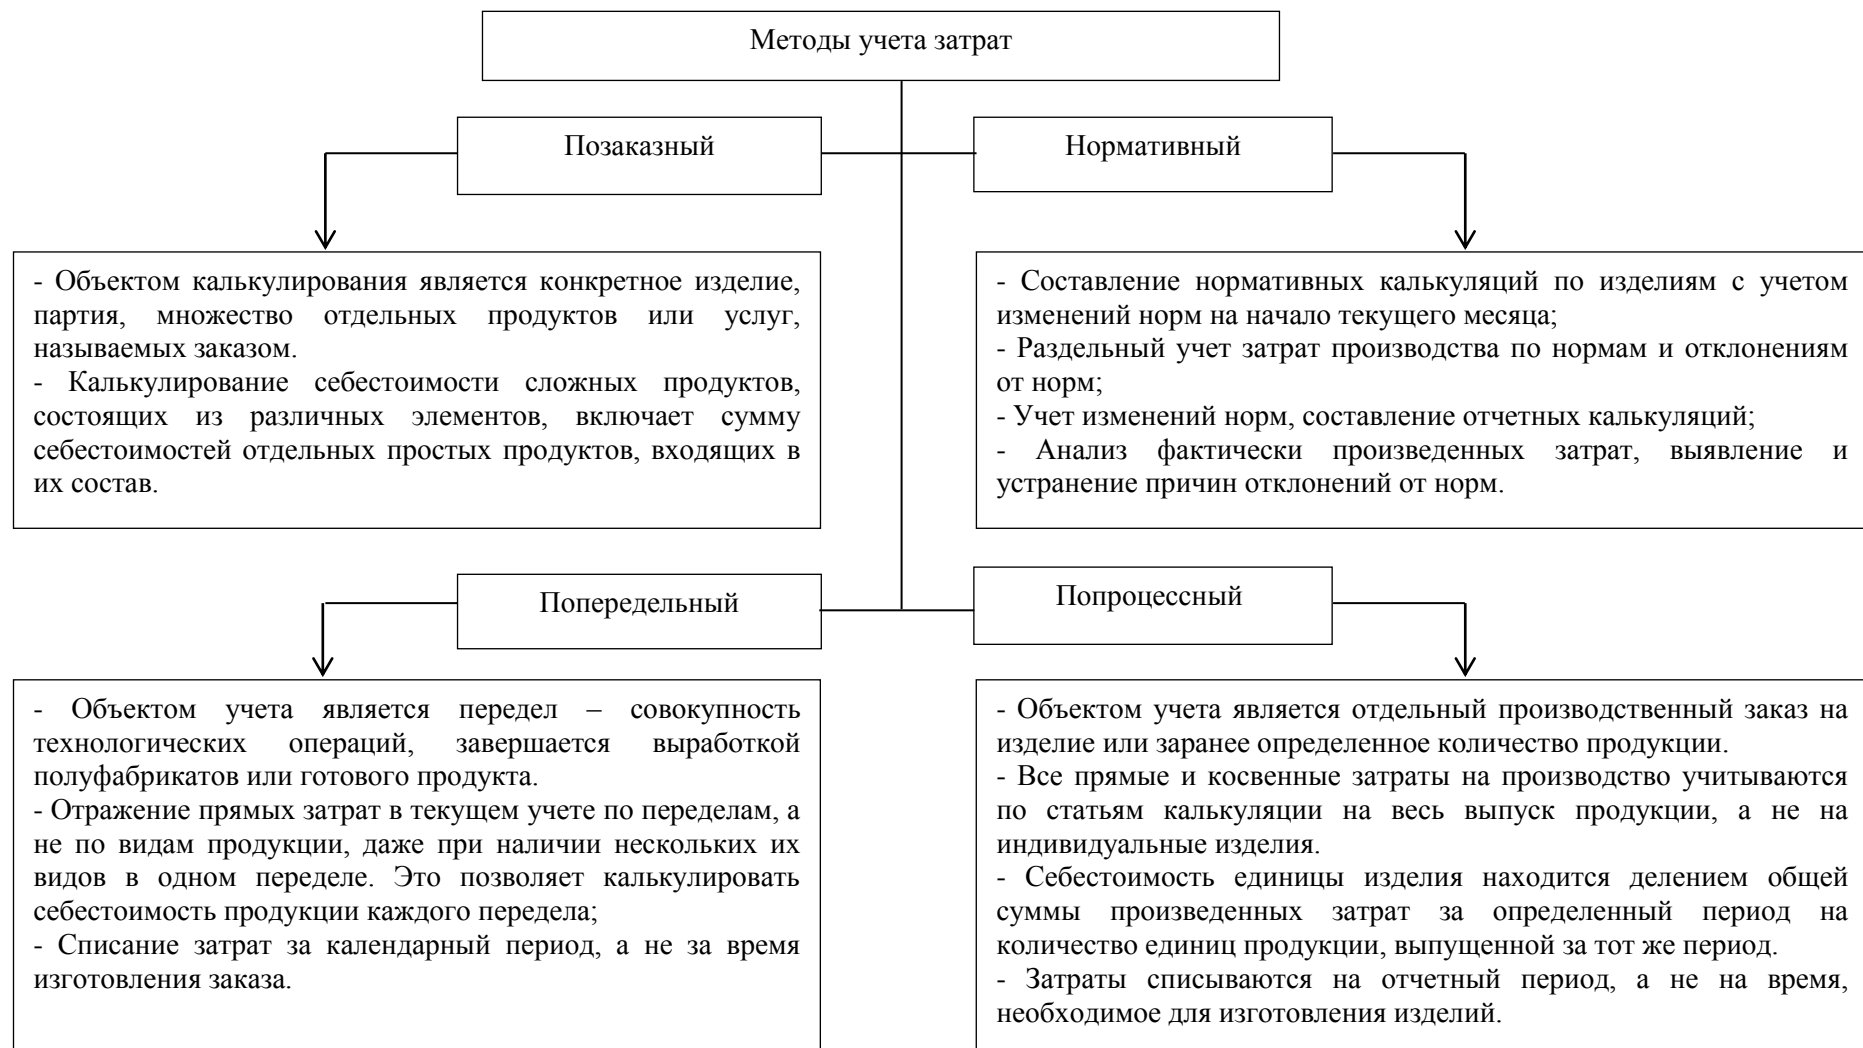 Методы учета затрат
Позаказный
Нормативный
- Объектом калькулирования является конкретное изделие,
партия, множество отдельных продуктов или услуг,
называемых заказом.
- Калькулирование себестоимости сложных продуктов,
состоящих из различных элементов, включает сумму
себестоимостей отдельных простых продуктов, входящих в
их состав.
- Составление нормативных калькуляций по изделиям с учетом
изменений норм на начало текущего месяца;
- Раздельный учет затрат производства по нормам и отклонениям
от норм;
- Учет изменений норм, составление отчетных калькуляций;
- Анализ фактически произведенных затрат, выявление и
устранение причин отклонений от норм.
Попередельный
Попроцессный
- Объектом учета является передел – совокупность
технологических операций, завершается выработкой
полуфабрикатов или готового продукта.
- Отражение прямых затрат в текущем учете по переделам, а
не по видам продукции, даже при наличии нескольких их
видов в одном переделе. Это позволяет калькулировать
себестоимость продукции каждого передела;
- Списание затрат за календарный период, а не за время
изготовления заказа.
- Объектом учета является отдельный производственный заказ на
изделие или заранее определенное количество продукции.
- Все прямые и косвенные затраты на производство учитываются
по статьям калькуляции на весь выпуск продукции, а не на
индивидуальные изделия.
- Себестоимость единицы изделия находится делением общей
суммы произведенных затрат за определенный период на
количество единиц продукции, выпущенной за тот же период.
- Затраты списываются на отчетный период, а не на время,
необходимое для изготовления изделий.